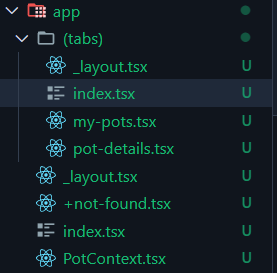 app
(tabs)
_layout.tsx U
index.tsx U
my-pots.tsx U
pot-details.tsx U
_layout.tsx U
+not-found.tsx U
index.tsx U
PotContext.tsx U